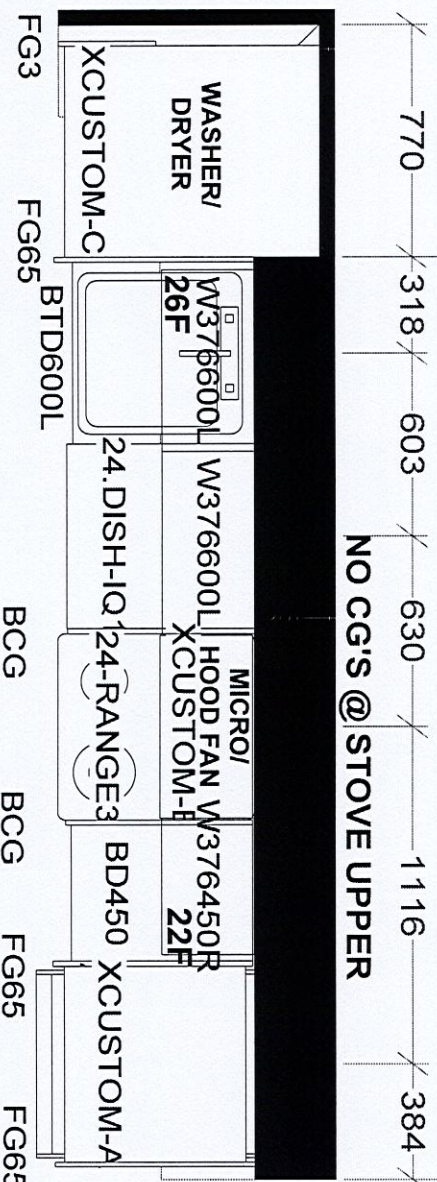 770
318
603
630
1116
384
NO CG'S @ STOVE UPPER
WASHER/
DRYER
XCUSTOM-C
W376600L
26F
W376600L
MICRO/
HOOD FAN
XCUSTOM-E
W376450R
22F
BTD600L
24.DISH-IQ1
24-RANGE3
BD450
XCUSTOM-A
FG3
FG65
BCG
BCG
FG65
FG65